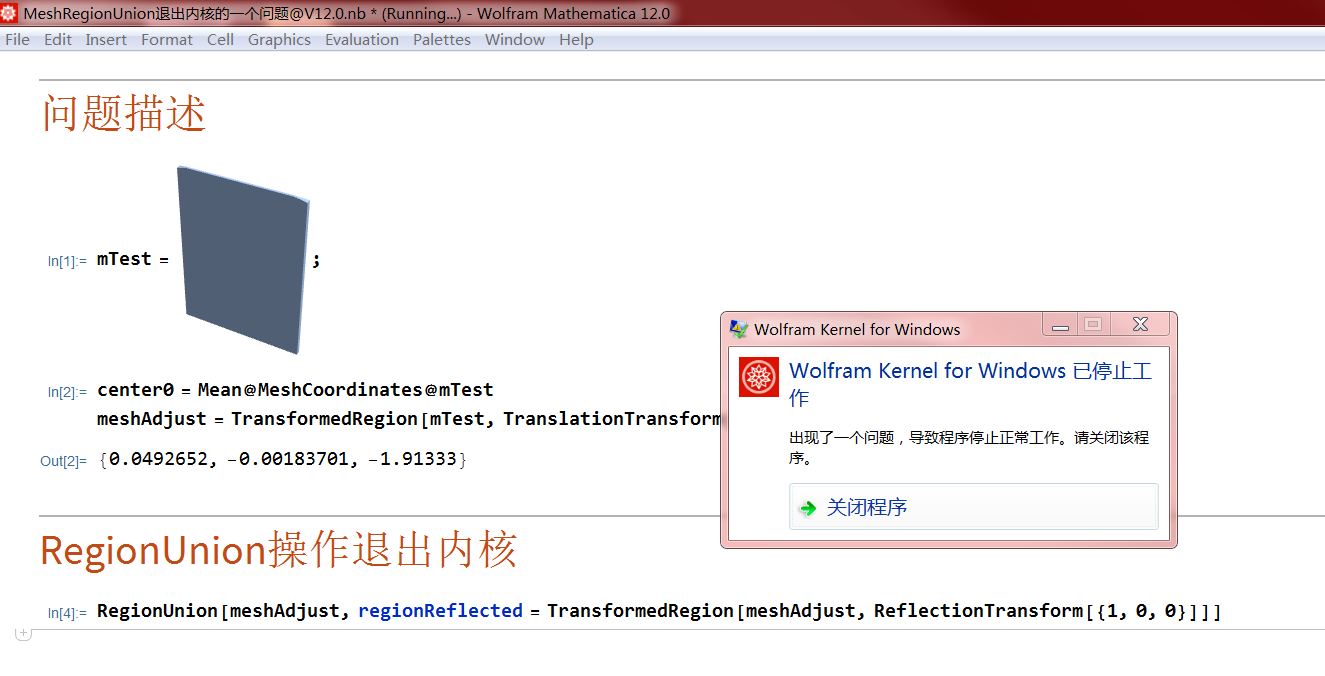 MeshRegionUnion退出内核的一个问题@V12.0.nb * (Running...) - Wolfram Mathematica 12.0
File Edit Insert Format Cell Graphics Evaluation Palettes Window Help
问题描述
In[1]:= mTest = ;
In[2]:= center0 = Mean@MeshCoordinates@mTest
meshAdjust = TransformedRegion[mTest, TranslationTransform
Out[2]= {0.0492652, -0.00183701, -1.91333}
Wolfram Kernel for Windows
Wolfram Kernel for Windows 已停止工
作
出现了一个问题，导致程序停止正常工作。请关闭该程
序。
关闭程序
RegionUnion操作退出内核
In[4]:= RegionUnion[meshAdjust, regionReflected = TransformedRegion[meshAdjust, ReflectionTransform[{1, 0, 0}]]]